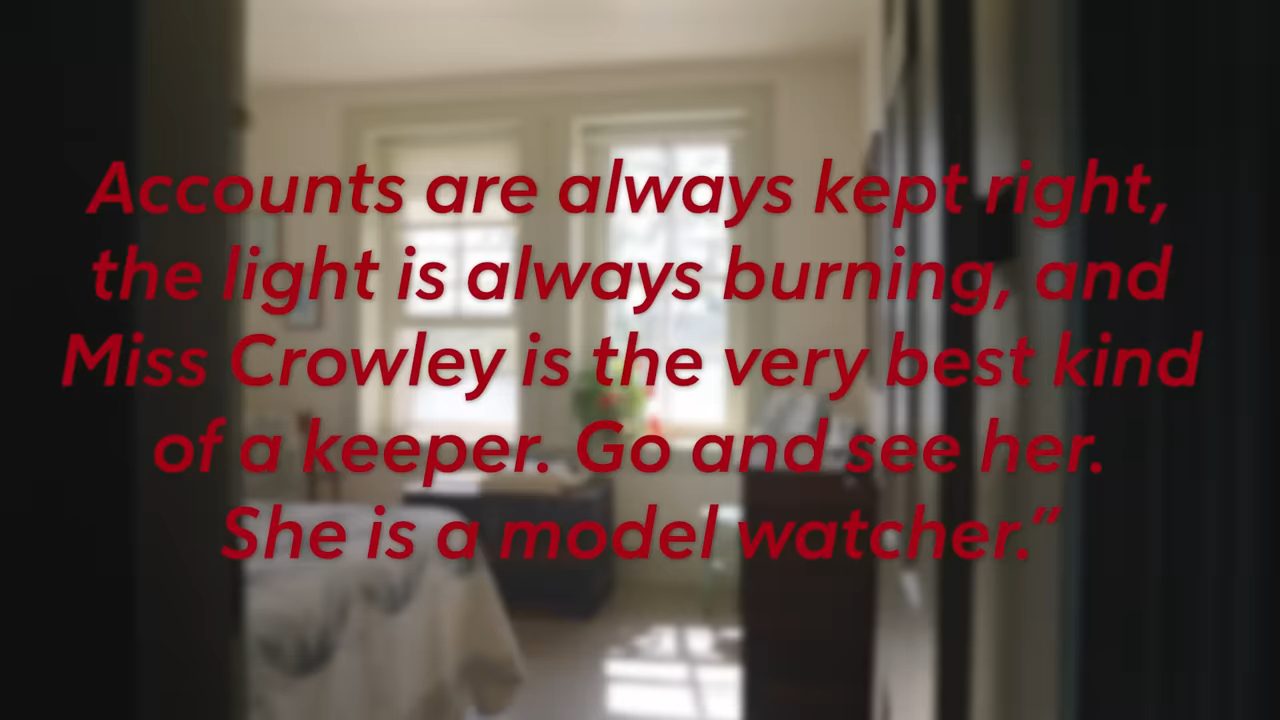 Accounts are always kept right,
the light is always burning, and
Miss Crowley is the very best kind
of a keeper. Go and see her.
She is a model watcher.”